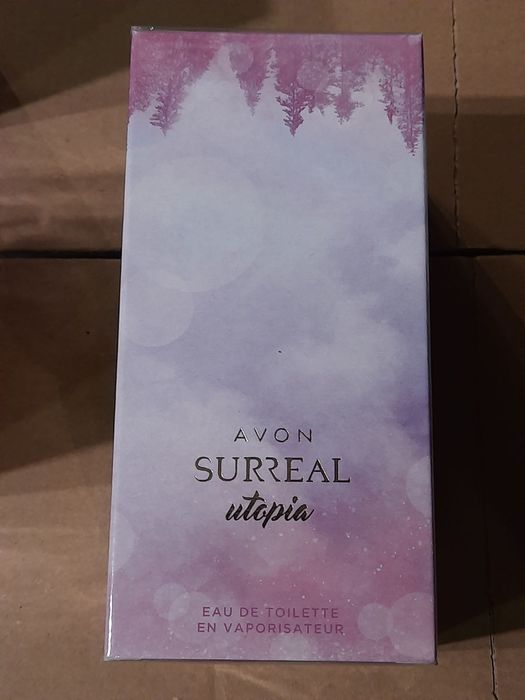 AVON
SURREAL
utopia
EAU DE TOILETTE
EN VAPORISATEUR